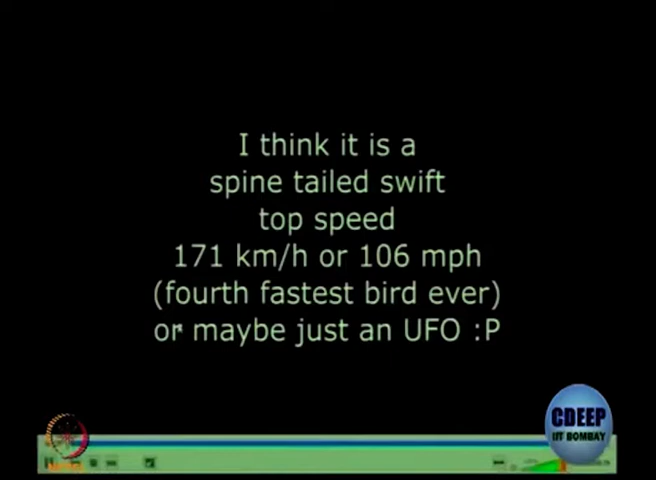 I think it is a
spine tailed swift
top speed
171 km/h or 106 mph
(fourth fastest bird ever)
or maybe just an UFO :P
CDEEP
IIT BOMBAY